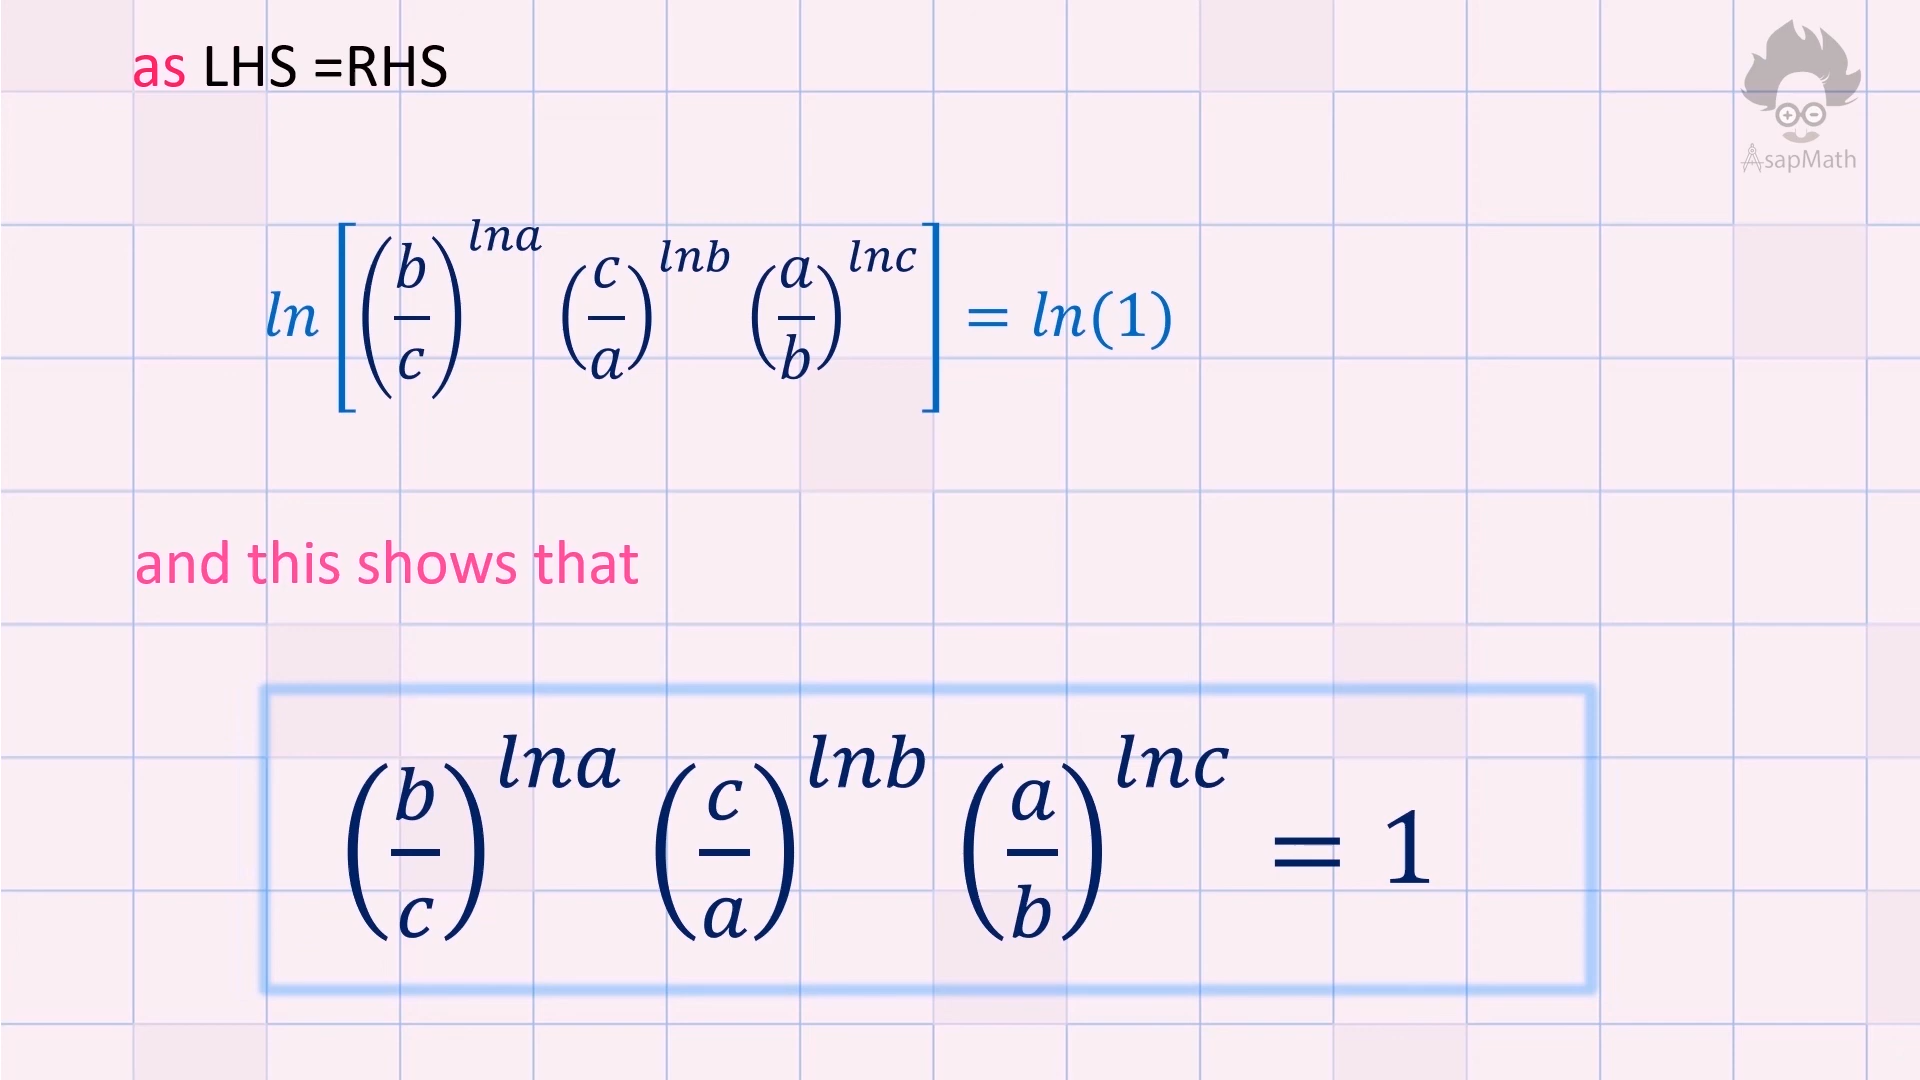 as LHS =RHS
AsapMath
ln[(b/c)^lna (c/a)^lnb (a/b)^lnc] = ln(1)
and this shows that
(b/c)^lna (c/a)^lnb (a/b)^lnc = 1